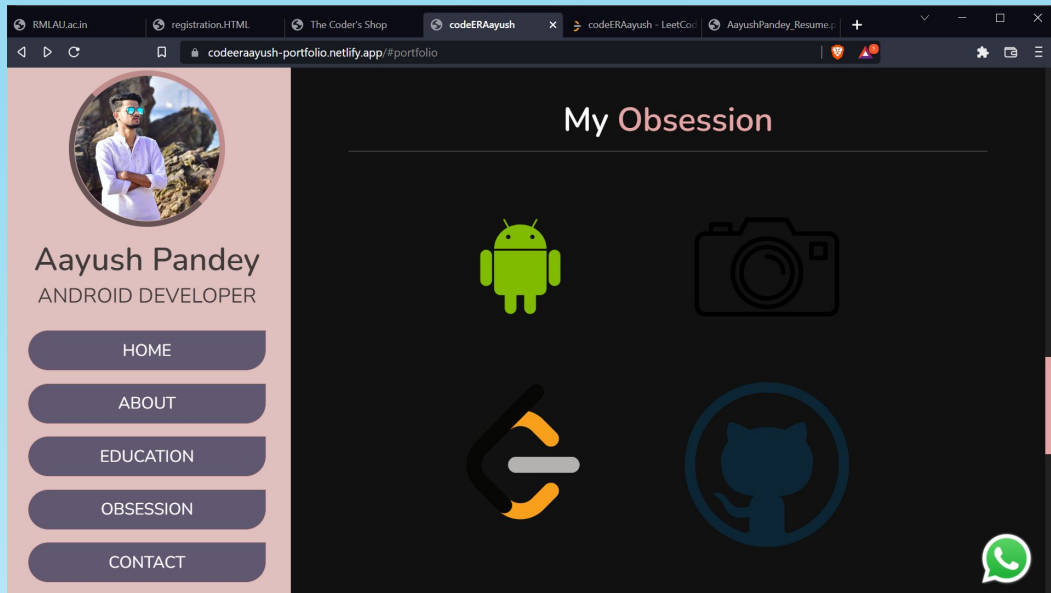 RMLAU.ac.in
registration.HTML
The Coder's Shop
codeERAayush
codeERAayush - LeetCod
AayushPandey_Resume.p
codeeraayush-portfolio.netlify.app/#portfolio
1
Aayush Pandey
ANDROID DEVELOPER
HOME
ABOUT
EDUCATION
OBSESSION
CONTACT
My Obsession